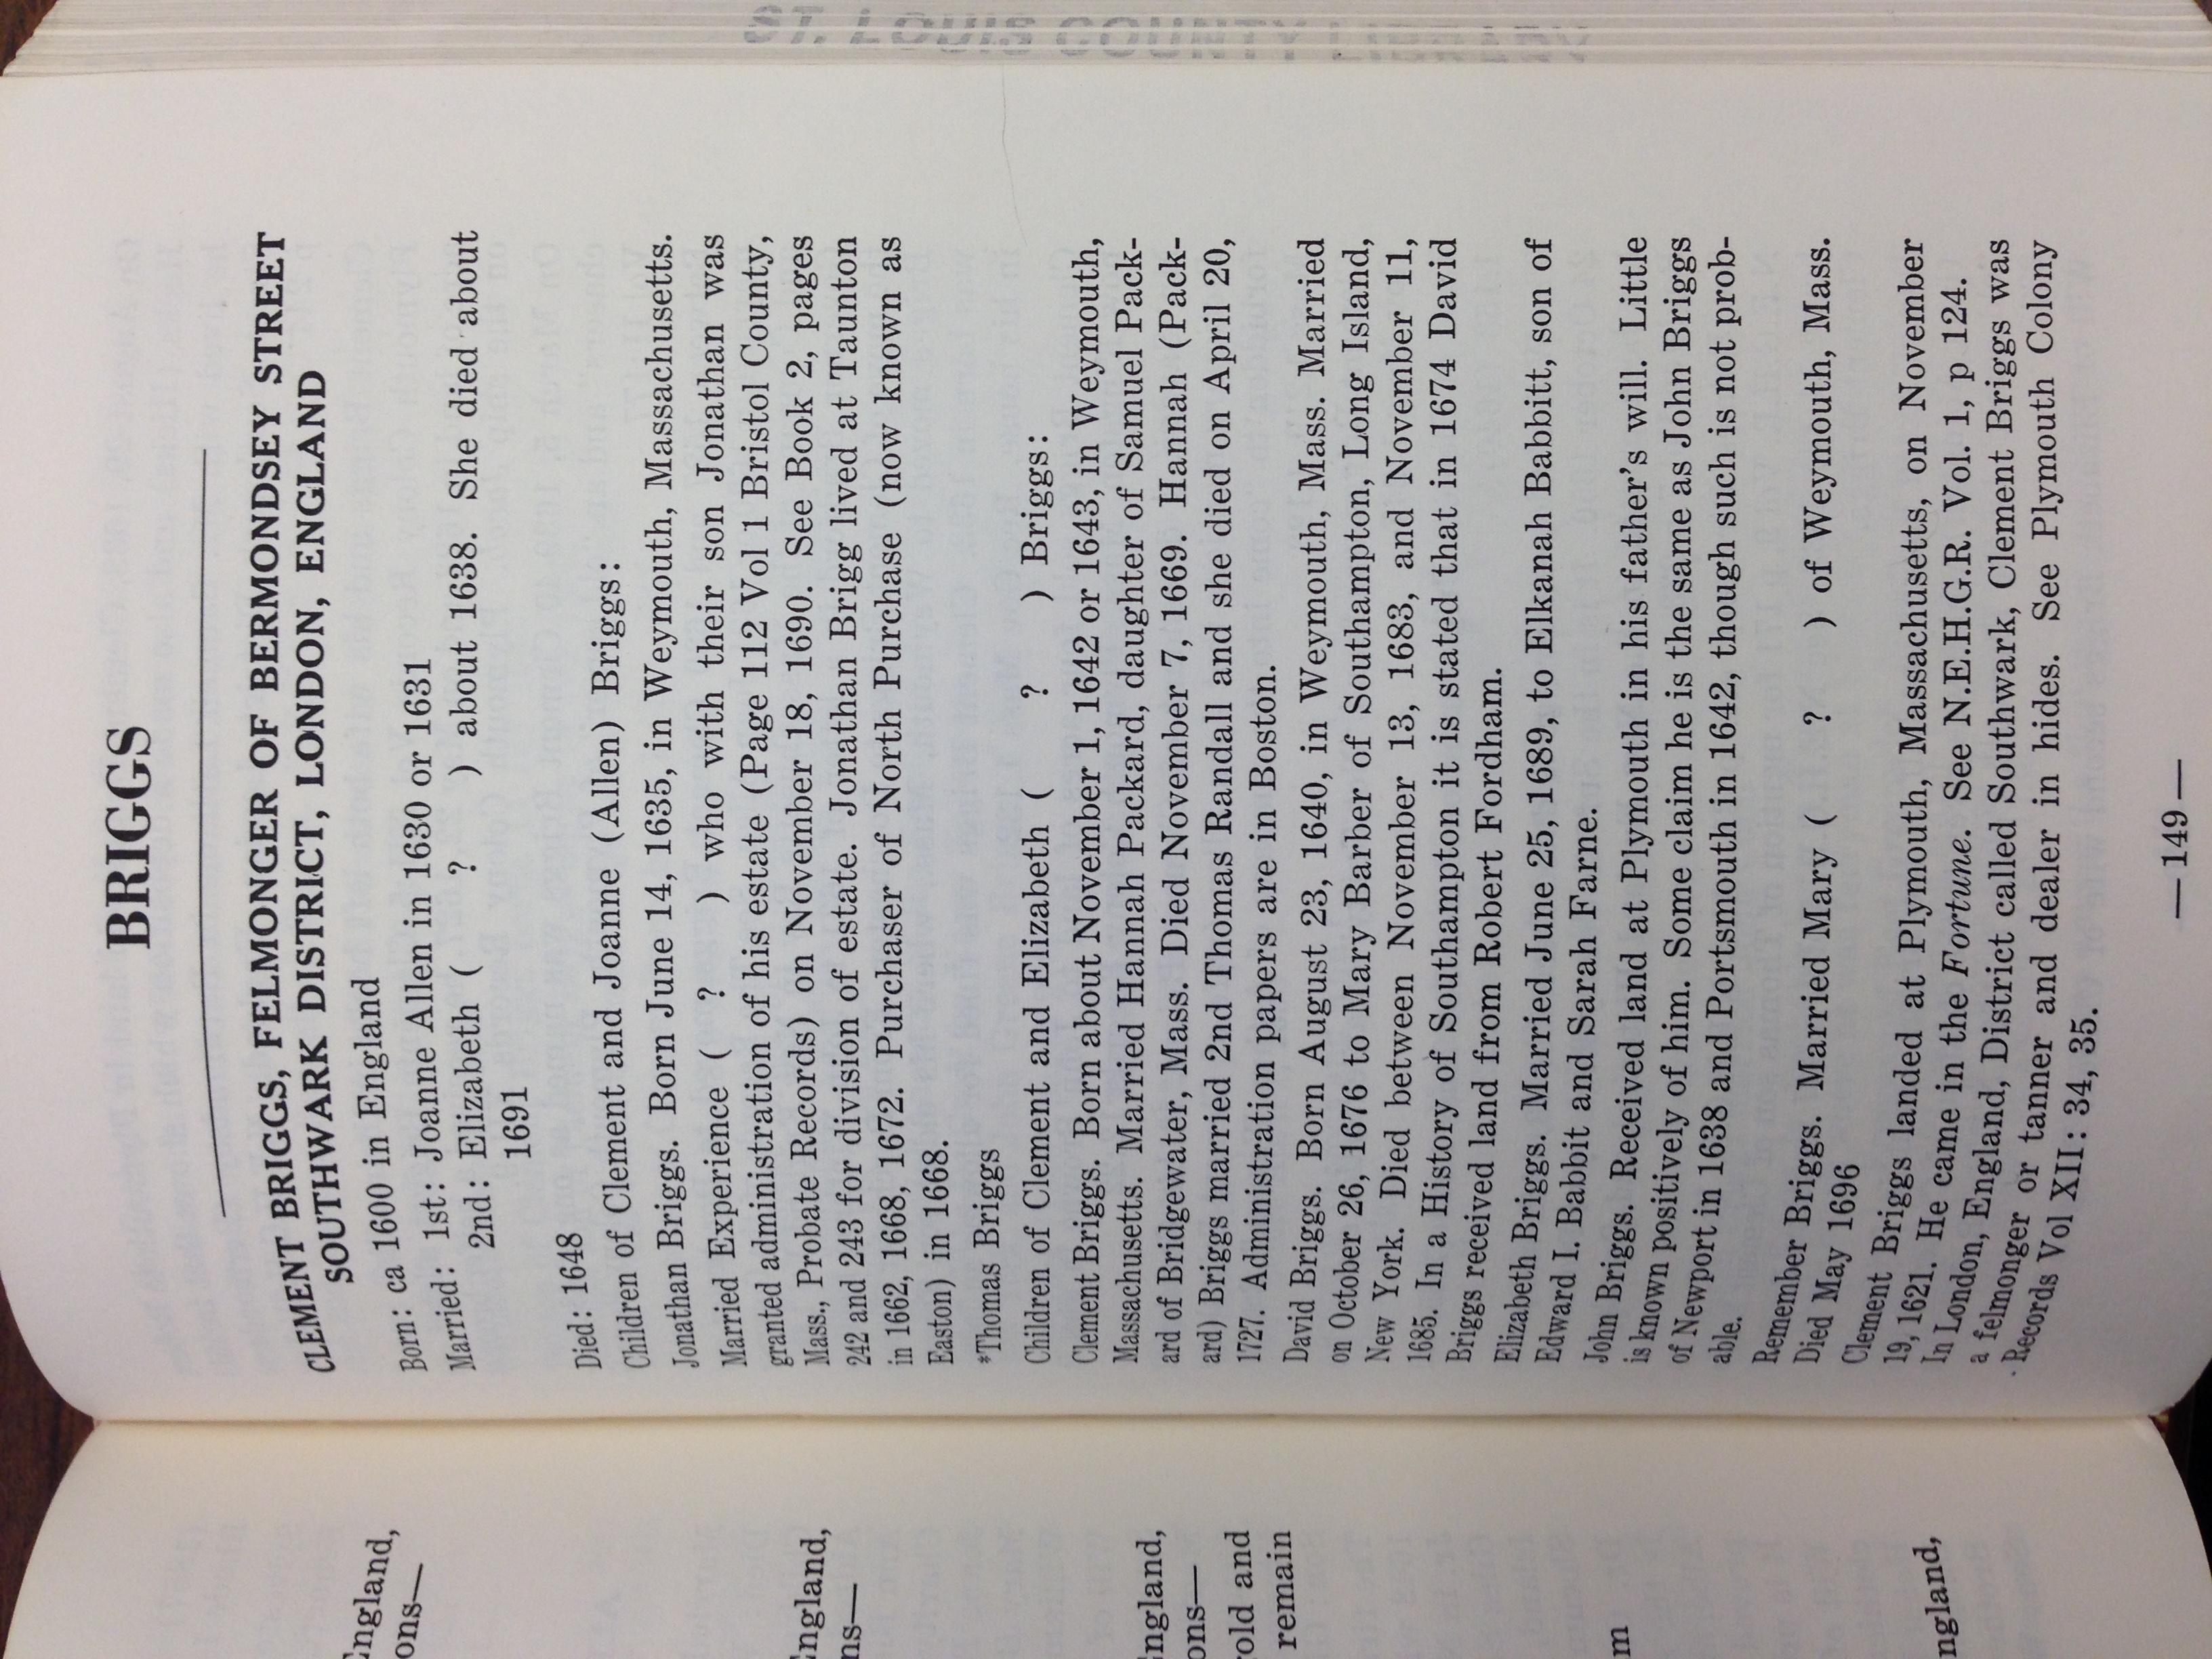 BRIGGS
CLEMENT BRIGGS, FELMONGER OF BERMONDSEY STREET
SOUTHWARK DISTRICT, LONDON, ENGLAND
Born: ca 1600 in England
Married: 1st: Joanne Allen in 1630 or 1631
2nd: Elizabeth ( ? ) about 1638. She died about
1691
Died: 1648
Children of Clement and Joanne (Allen) Briggs:
Jonathan Briggs. Born June 14, 1635, in Weymouth, Massachusetts.
Married Experience ( ? ) who with their son Jonathan was
granted administration of his estate (Page 112 Vol 1 Bristol County,
Mass., Probate Records) on November 18, 1690. See Book 2, pages
242 and 243 for division of estate. Jonathan Brigg lived at Taunton
in 1662, 1668, 1672. Purchaser of North Purchase (now known as
Easton) in 1668.
*Thomas Briggs
Children of Clement and Elizabeth ( ? ) Briggs:
Clement Briggs. Born about November 1, 1642 or 1643, in Weymouth,
Massachusetts. Married Hannah Packard, daughter of Samuel Pack-
ard of Bridgewater, Mass. Died November 7, 1669. Hannah (Pack-
ard) Briggs married 2nd Thomas Randall and she died on April 20,
1727. Administration papers are in Boston.
David Briggs. Born August 23, 1640, in Weymouth, Mass. Married
on October 26, 1676 to Mary Barber of Southampton, Long Island,
New York. Died between November 13, 1683, and November 11,
1685. In a History of Southampton it is stated that in 1674 David
Briggs received land from Robert Fordham.
Elizabeth Briggs. Married June 25, 1689, to Elkanah Babbitt, son of
Edward I. Babbit and Sarah Farne.
John Briggs. Received land at Plymouth in his father's will. Little
is known positively of him. Some claim he is the same as John Briggs
of Newport in 1638 and Portsmouth in 1642, though such is not prob-
able.
Remember Briggs. Married Mary ( ? ) of Weymouth, Mass.
Died May 1696
Clement Briggs landed at Plymouth, Massachusetts, on November
19, 1621. He came in the Fortune. See N.E.H.G.R. Vol. 1, p 124.
In London, England, District called Southwark, Clement Briggs was
a felmonger or tanner and dealer in hides. See Plymouth Colony
Records Vol XII: 34, 35.
—149—
England,
ons—
England,
ns—
England,
ons—
old and
remain
m
ngland,